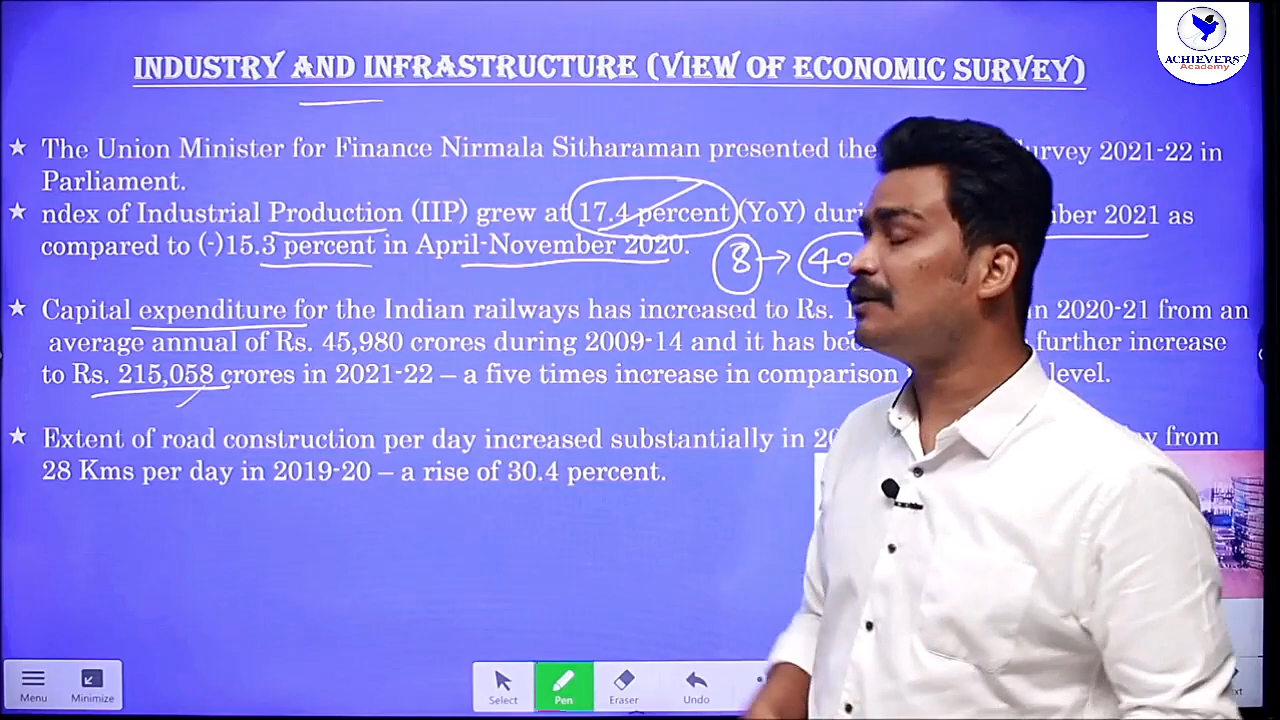 ACHIEVERS
Academy
INDUSTRY AND INFRASTRUCTURE (VIEW OF ECONOMIC SURVEY)
★ The Union Minister for Finance Nirmala Sitharaman presented the urvey 2021-22 in
Parliament.
★ ndex of Industrial Production (IIP) grew at 17.4 percent (YoY) duri mber 2021 as
compared to (-)15.3 percent in April-November 2020.
8 → 40
★ Capital expenditure for the Indian railways has increased to Rs. in 2020-21 from an
average annual of Rs. 45,980 crores during 2009-14 and it has further increase
to Rs. 215,058 crores in 2021-22 – a five times increase in comparison level.
★ Extent of road construction per day increased substantially in 20 from
28 Kms per day in 2019-20 – a rise of 30.4 percent.
Menu Minimize Select Pen Eraser Undo